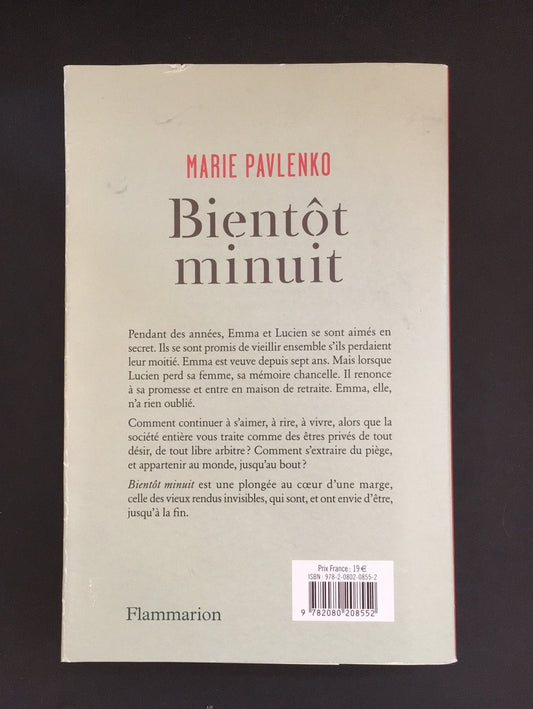 MARIE PAVLENKO
Bientôt
minuit
Pendant des années, Emma et Lucien se sont aimés en
secret. Ils se sont promis de vieillir ensemble s'ils perdaient
leur moitié. Emma est veuve depuis sept ans. Mais lorsque
Lucien perd sa femme, sa mémoire chancelle. Il renonce
à sa promesse et entre en maison de retraite. Emma, elle,
n'a rien oublié.
Comment continuer à s'aimer, à rire, à vivre, alors que la
société entière vous traite comme des êtres privés de tout
désir, de tout libre arbitre ? Comment s'extraire du piège,
et appartenir au monde, jusqu'au bout ?
Bientôt minuit est une plongée au cœur d'une marge,
celle des vieux rendus invisibles, qui sont, et ont envie d'être,
jusqu'à la fin.
Prix France : 19 €
ISBN : 978-2-0802-0855-2
9 782080 208552
Flammarion